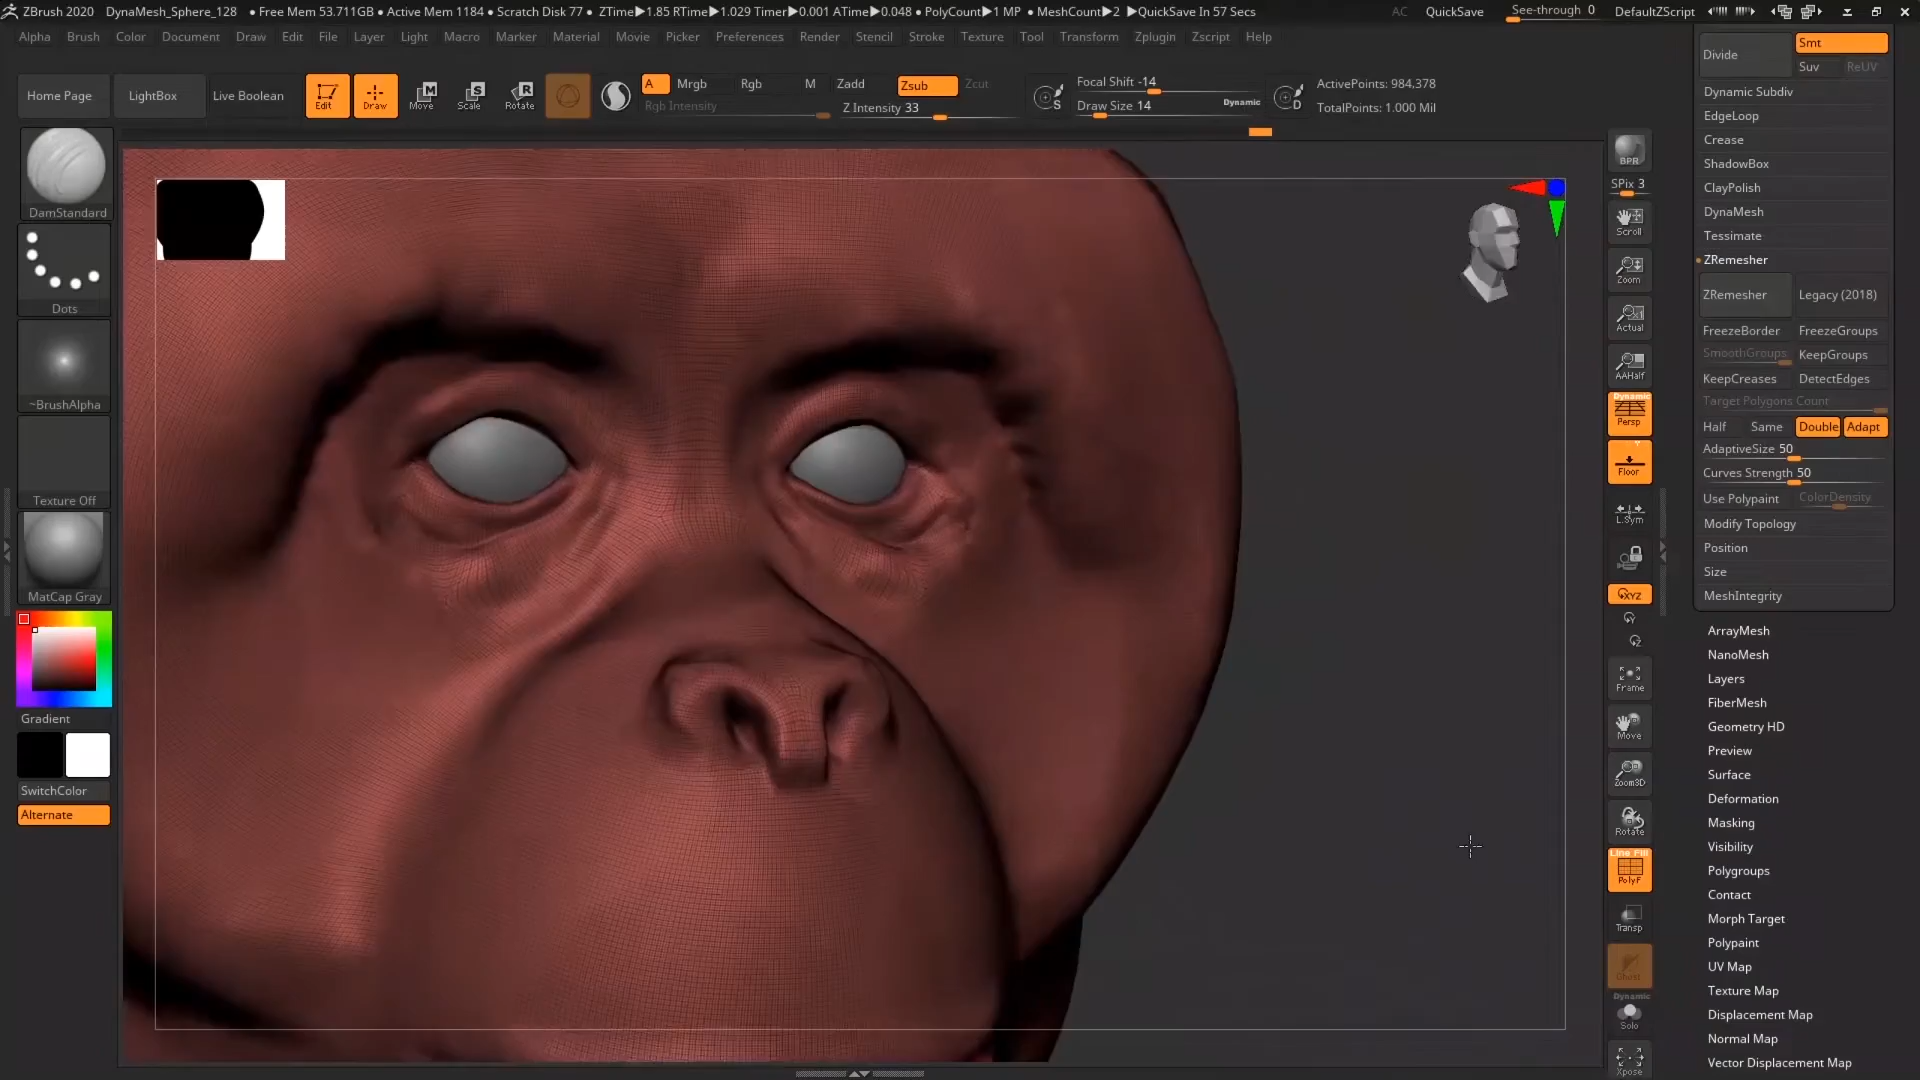 ZBrush 2020 DynaMesh_Sphere_128 • Free Mem 53.711GB • Active Mem 1184 • Scratch Disk 77 • ZTime▶1.85 RTime▶1.029 Timer▶0.001 ATime▶0.048 • PolyCount▶1 MP • MeshCount▶2 ▶QuickSave In 57 Secs AC QuickSave See-through 0 DefaultZScript
Alpha Brush Color Document Draw Edit File Layer Light Macro Marker Material Movie Picker Preferences Render Stencil Stroke Texture Tool Transform Zplugin Zscript Help
Home Page LightBox Live Boolean Edit Draw Move Scale Rotate
A Mrgb Rgb M Zadd Zsub Zcut
Rgb Intensity Z Intensity 33
Focal Shift -14
Draw Size 14 Dynamic
S D
ActivePoints: 984,378
TotalPoints: 1.000 Mil
DamStandard
Dots
~BrushAlpha
Texture Off
MatCap Gray
Gradient
SwitchColor
Alternate
BPR
SPix 3
Scroll
Zoom
Actual
AAHalf
Dynamic
Persp
Floor
L.Sym
XYZ
Y
Z
Frame
Move
Zoom3D
Rotate
Line Fill
PolyF
Transp
Ghost
Dynamic
Solo
Xpose
Divide Smt
Suv ReUV
Dynamic Subdiv
EdgeLoop
Crease
ShadowBox
ClayPolish
DynaMesh
Tessimate
ZRemesher
ZRemesher Legacy (2018)
FreezeBorder FreezeGroups
SmoothGroups KeepGroups
KeepCreases DetectEdges
Target Polygons Count
Half Same Double Adapt
AdaptiveSize 50
Curves Strength 50
Use Polypaint ColorDensity
Modify Topology
Position
Size
MeshIntegrity
ArrayMesh
NanoMesh
Layers
FiberMesh
Geometry HD
Preview
Surface
Deformation
Masking
Visibility
Polygroups
Contact
Morph Target
Polypaint
UV Map
Texture Map
Displacement Map
Normal Map
Vector Displacement Map